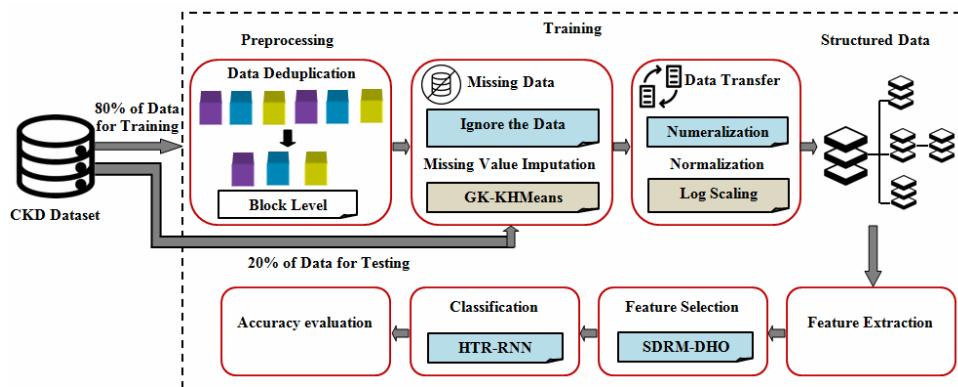 Preprocessing
Training
Structured Data
Data Deduplication
Missing Data
Data Transfer
80% of Data
for Training
Ignore the Data
Numeralization
Missing Value Imputation
Normalization
Block Level
GK-KHMeans
Log Scaling
CKD Dataset
20% of Data for Testing
Accuracy evaluation
Classification
Feature Selection
Feature Extraction
HTR-RNN
SDRM-DHO